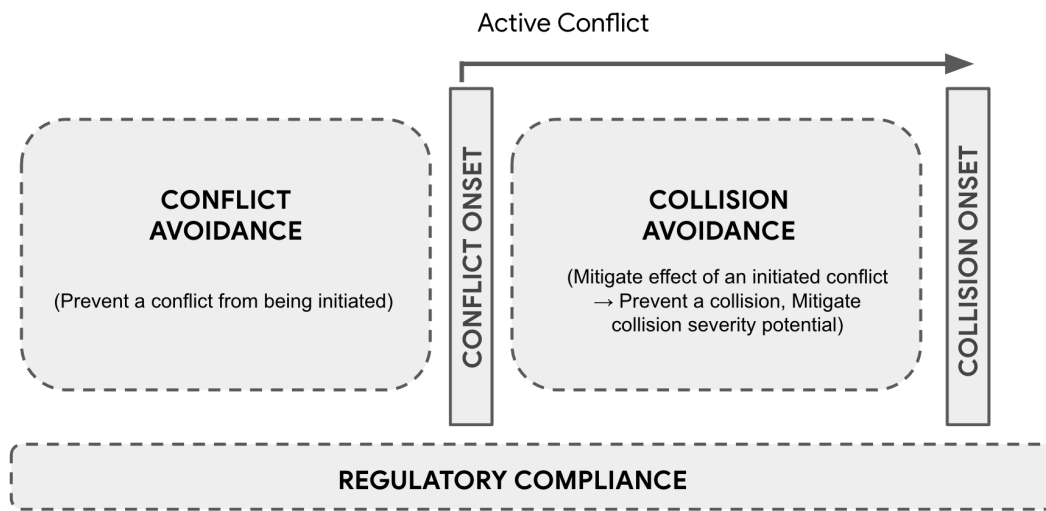 Active Conflict
CONFLICT
AVOIDANCE
(Prevent a conflict from being initiated)
CONFLICT ONSET
COLLISION
AVOIDANCE
(Mitigate effect of an initiated conflict
→ Prevent a collision, Mitigate
collision severity potential)
COLLISION ONSET
REGULATORY COMPLIANCE